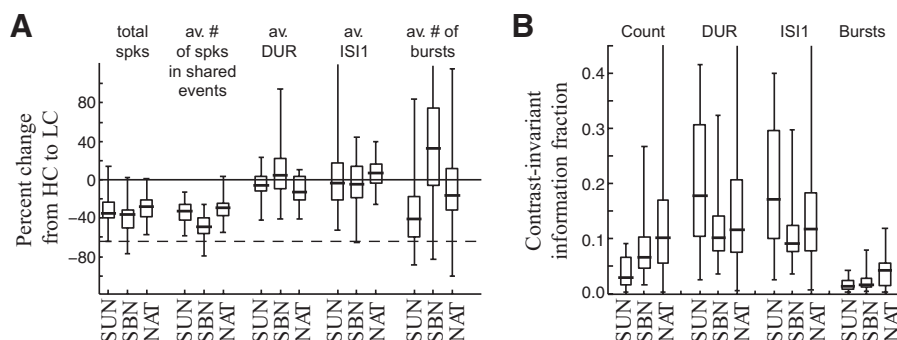 A
total
spks
av. #
of spks
in shared
events
av.
DUR
av.
ISI1
av. # of
bursts
Percent change
from HC to LC
80
40
0
-40
-80
SUN
SBN
NAT
SUN
SBN
NAT
SUN
SBN
NAT
SUN
SBN
NAT
SUN
SBN
NAT
B
Count
DUR
ISI1
Bursts
Contrast-invariant
information fraction
0.4
0.3
0.2
0.1
0.0
SUN
SBN
NAT
SUN
SBN
NAT
SUN
SBN
NAT
SUN
SBN
NAT